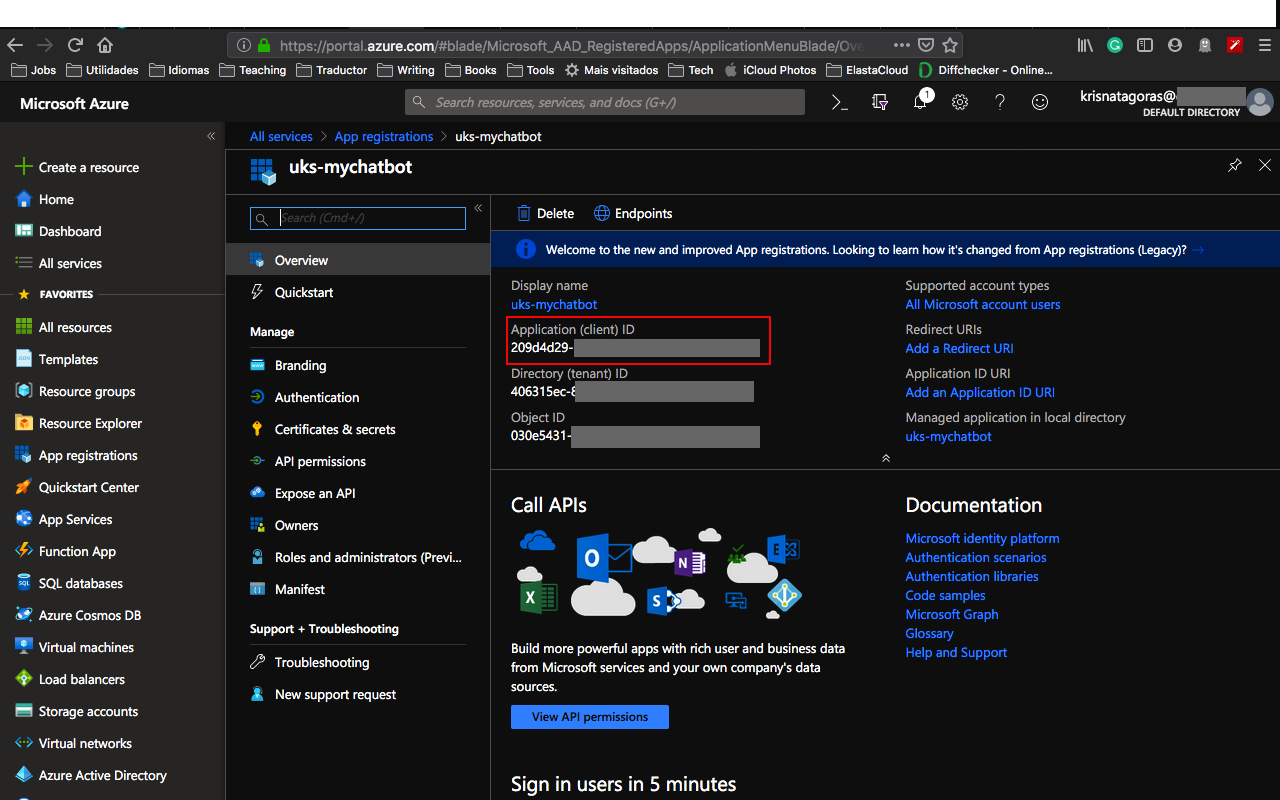 https://portal.azure.com/#blade/Microsoft_AAD_RegisteredApps/ApplicationMenuBlade/Ove
Jobs Utilidades Idiomas Teaching Traductor Writing Books Tools Más visitados Tech iCloud Photos ElastaCloud Diffchecker - Online...
Microsoft Azure
Search resources, services, and docs (G+/)
1
krisnatagoras@
DEFAULT DIRECTORY
All services > App registrations > uks-mychatbot
uks-mychatbot
Create a resource
Home
Dashboard
All services
FAVORITES
All resources
Templates
Resource groups
Resource Explorer
App registrations
Quickstart Center
App Services
Function App
SQL databases
Azure Cosmos DB
Virtual machines
Load balancers
Storage accounts
Virtual networks
Azure Active Directory
Search (Cmd+/)
Overview
Quickstart
Manage
Branding
Authentication
Certificates & secrets
API permissions
Expose an API
Owners
Roles and administrators (Previ...
Manifest
Support + Troubleshooting
Troubleshooting
New support request
Delete Endpoints
Welcome to the new and improved App registrations. Looking to learn how it's changed from App registrations (Legacy)? →
Display name
uks-mychatbot
Application (client) ID
209d4d29-
Directory (tenant) ID
406315ec-8
Object ID
030e5431-
Supported account types
All Microsoft account users
Redirect URIs
Add a Redirect URI
Application ID URI
Add an Application ID URI
Managed application in local directory
uks-mychatbot
Call APIs
Build more powerful apps with rich user and business data
from Microsoft services and your own company's data
sources.
View API permissions
Documentation
Microsoft identity platform
Authentication scenarios
Authentication libraries
Code samples
Microsoft Graph
Glossary
Help and Support
Sign in users in 5 minutes